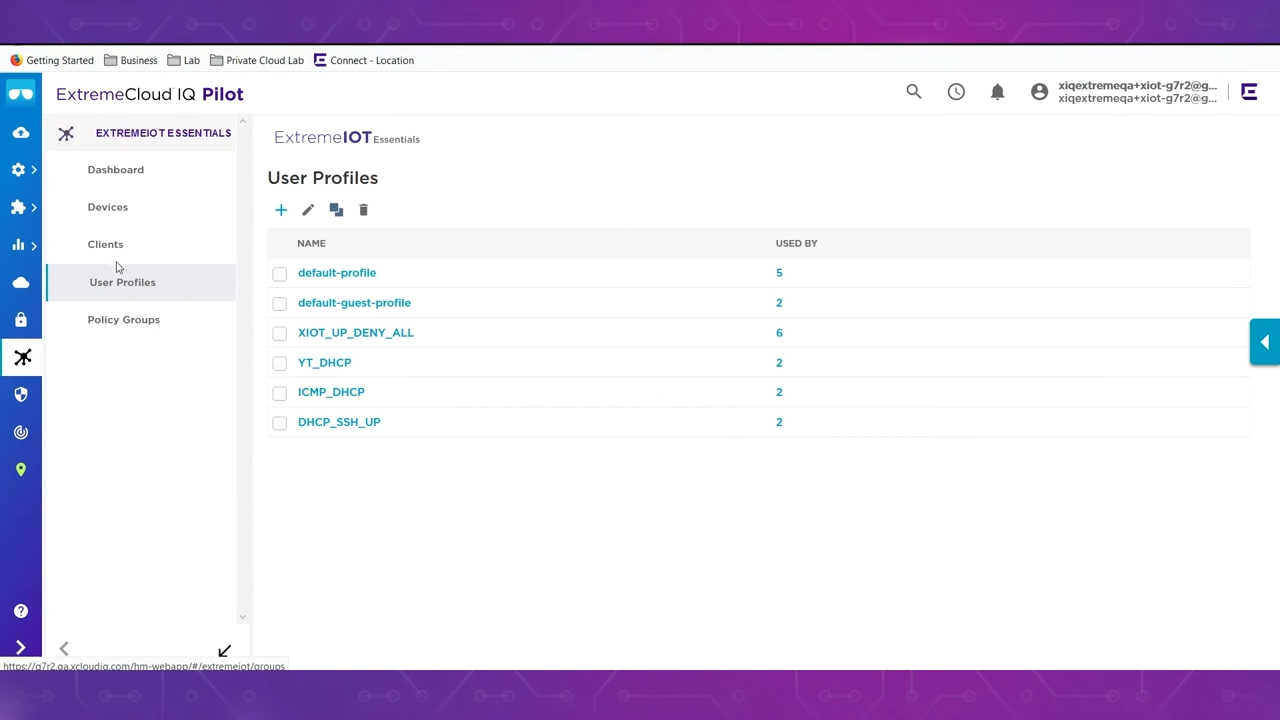 Getting Started Business Lab Private Cloud Lab Connect - Location
ExtremeCloud IQ Pilot
xiqextremeqa+xiot-g7r2@g...
xiqextremeqa+xiot-g7r2@g...
EXTREMEIOT ESSENTIALS
Dashboard
Devices
Clients
User Profiles
Policy Groups
ExtremeIOT Essentials
User Profiles
NAME USED BY
default-profile 5
default-guest-profile 2
XIOT_UP_DENY_ALL 6
YT_DHCP 2
ICMP_DHCP 2
DHCP_SSH_UP 2
https://g7r2.qa.xcloudiq.com/hm-webapp/#/extremeiot/groups